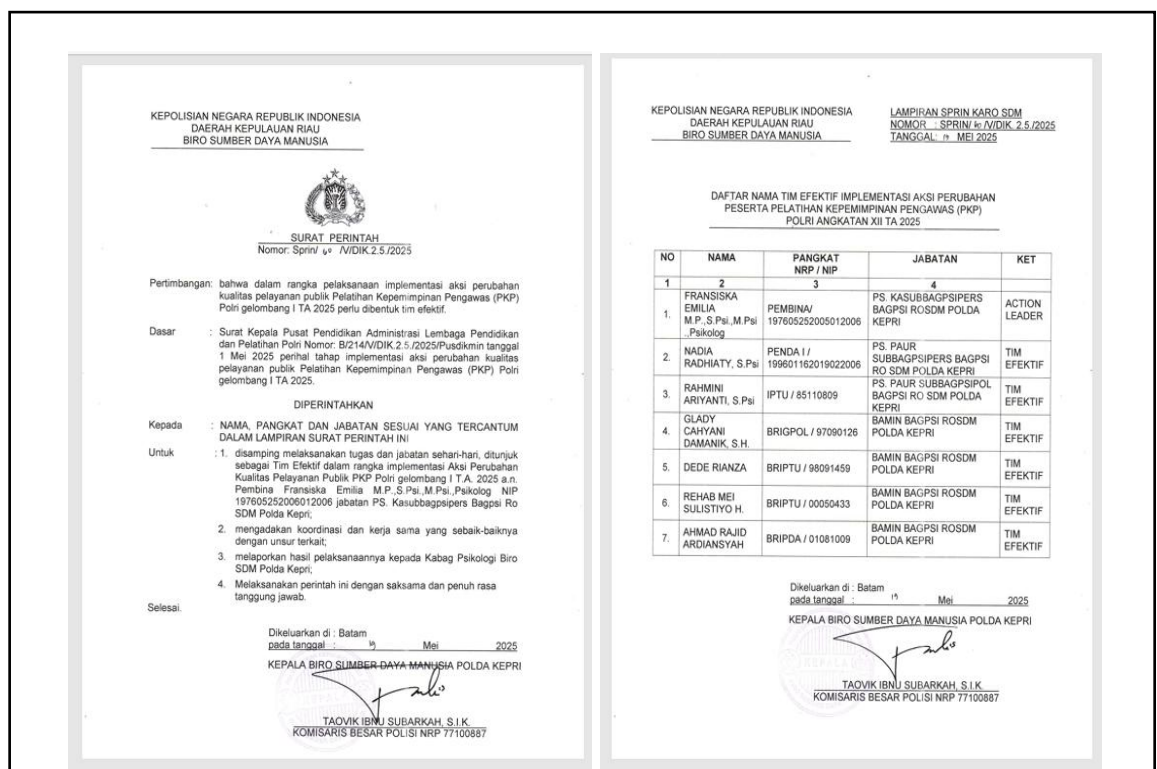 KEPOLISIAN NEGARA REPUBLIK INDONESIA
DAERAH KEPULAUAN RIAU
BIRO SUMBER DAYA MANUSIA
SURAT PERINTAH
Nomor: Sprin/ 60 /V/DIK.2.5./2025
Pertimbangan: bahwa dalam rangka pelaksanaan implementasi aksi perubahan
kualitas pelayanan publik Pelatihan Kepemimpinan Pengawas (PKP)
Polri gelombang I TA 2025 perlu dibentuk tim efektif.
Dasar : Surat Kepala Pusat Pendidikan Administrasi Lembaga Pendidikan
dan Pelatihan Polri Nomor: B/214/V/DIK.2.5./2025/Pusdikmin tanggal
1 Mei 2025 perihal tahap implementasi aksi perubahan kualitas
pelayanan publik Pelatihan Kepemimpinan Pengawas (PKP) Polri
gelombang I TA 2025.
DIPERINTAHKAN
Kepada : NAMA, PANGKAT DAN JABATAN SESUAI YANG TERCANTUM
DALAM LAMPIRAN SURAT PERINTAH INI
Untuk : 1. disamping melaksanakan tugas dan jabatan sehari-hari, ditunjuk
sebagai Tim Efektif dalam rangka implementasi Aksi Perubahan
Kualitas Pelayanan Publik PKP Polri gelombang I T.A. 2025 a.n.
Pembina Fransiska Emilia M.P.,S.Psi.,M.Psi.,Psikolog NIP
197605252006012006 jabatan PS. Kasubbagpsipers Bagpsi Ro
SDM Polda Kepri;
2. mengadakan koordinasi dan kerja sama yang sebaik-baiknya
dengan unsur terkait;
3. melaporkan hasil pelaksanaannya kepada Kabag Psikologi Biro
SDM Polda Kepri;
4. Melaksanakan perintah ini dengan saksama dan penuh rasa
tanggung jawab.
Selesai.
Dikeluarkan di : Batam
pada tanggal : Mei 2025
KEPALA BIRO SUMBER DAYA MANUSIA POLDA KEPRI
TAOVIK IBNU SUBARKAH, S.I.K.
KOMISARIS BESAR POLISI NRP 77100887
KEPOLISIAN NEGARA REPUBLIK INDONESIA
DAERAH KEPULAUAN RIAU
BIRO SUMBER DAYA MANUSIA
LAMPIRAN SPRIN KARO SDM
NOMOR : SPRIN/ /V/DIK. 2.5./2025
TANGGAL: MEI 2025
DAFTAR NAMA TIM EFEKTIF IMPLEMENTASI AKSI PERUBAHAN
PESERTA PELATIHAN KEPEMIMPINAN PENGAWAS (PKP)
POLRI ANGKATAN XII TA 2025
NO NAMA PANGKAT NRP / NIP JABATAN KET
1 2 3 4
1. FRANSISKA EMILIA M.P.,S.Psi.,M.Psi.,Psikolog PEMBINA/ 197605252005012006 PS. KASUBBAGPSIPERS BAGPSI ROSDM POLDA KEPRI ACTION LEADER
2. NADIA RADHIATY, S.Psi PENDA I / 199601162019022006 PS. PAUR SUBBAGPSIPERS BAGPSI RO SDM POLDA KEPRI TIM EFEKTIF
3. RAHMINI ARIYANTI, S.Psi IPTU / 85110809 PS. PAUR SUBBAGPSIPOL BAGPSI RO SDM POLDA KEPRI TIM EFEKTIF
4. GLADY CAHYANI DAMANIK, S.H. BRIGPOL / 97090126 BAMIN BAGPSI ROSDM POLDA KEPRI TIM EFEKTIF
5. DEDE RIANZA BRIPTU / 98091459 BAMIN BAGPSI ROSDM POLDA KEPRI TIM EFEKTIF
6. REHAB MEI SULISTIYO H. BRIPTU / 00050433 BAMIN BAGPSI ROSDM POLDA KEPRI TIM EFEKTIF
7. AHMAD RAJID ARDIANSYAH BRIPDA / 01081009 BAMIN BAGPSI ROSDM POLDA KEPRI TIM EFEKTIF
Dikeluarkan di : Batam
pada tanggal : 19 Mei 2025
KEPALA BIRO SUMBER DAYA MANUSIA POLDA KEPRI
TAOVIK IBNU SUBARKAH, S.I.K.
KOMISARIS BESAR POLISI NRP 77100887